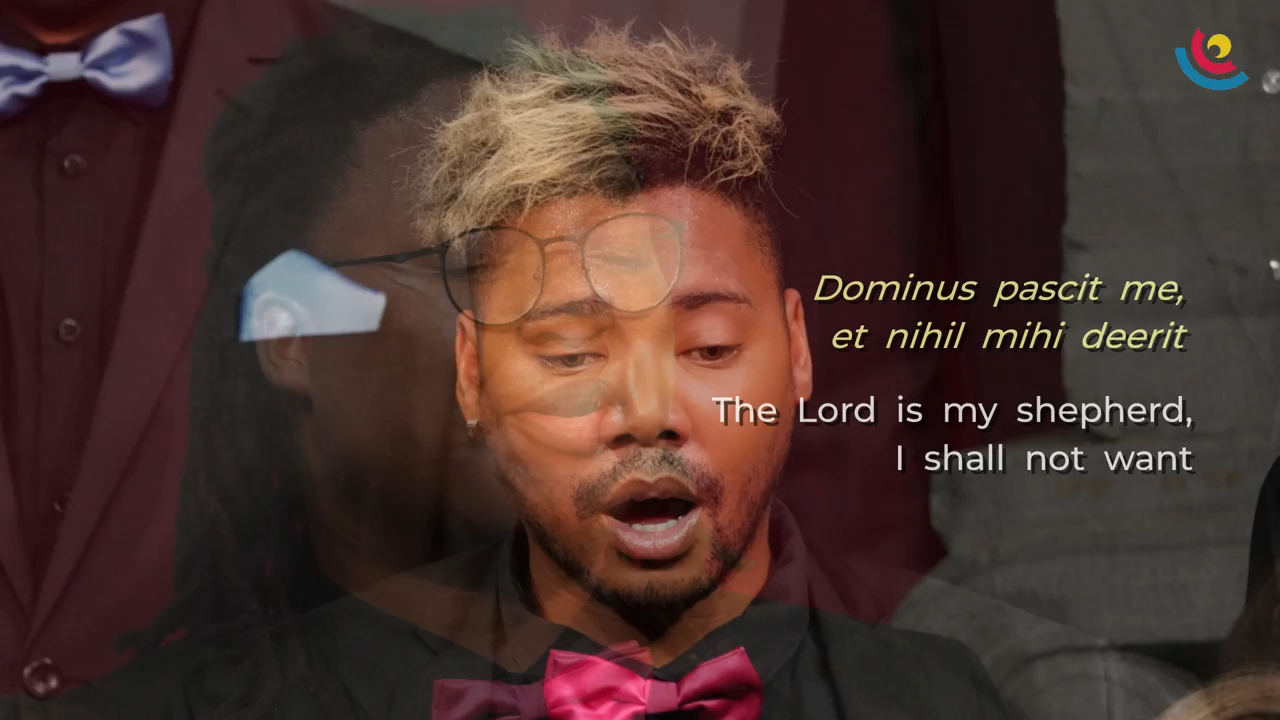 Dominus pascit me,
et nihil mihi deerit
The Lord is my shepherd,
I shall not want